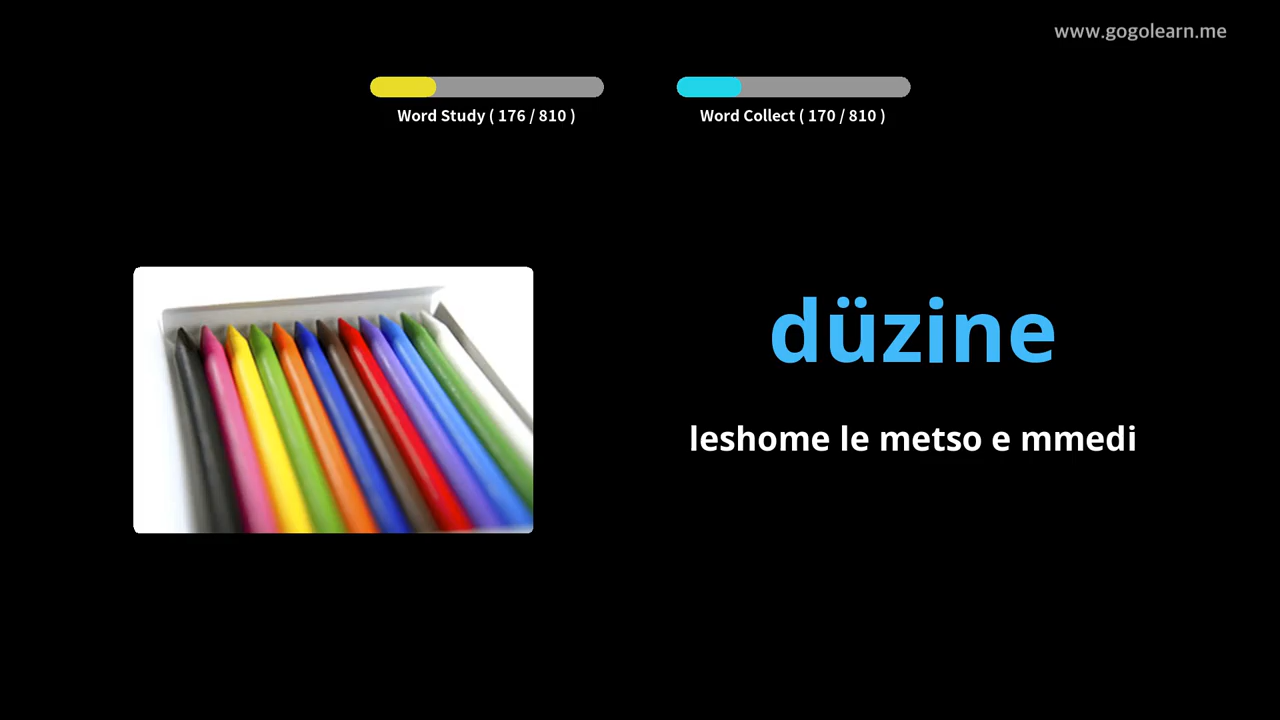 www.gogolearn.me
Word Study ( 176 / 810 )
Word Collect ( 170 / 810 )
düzine
leshome le metso e mmedi